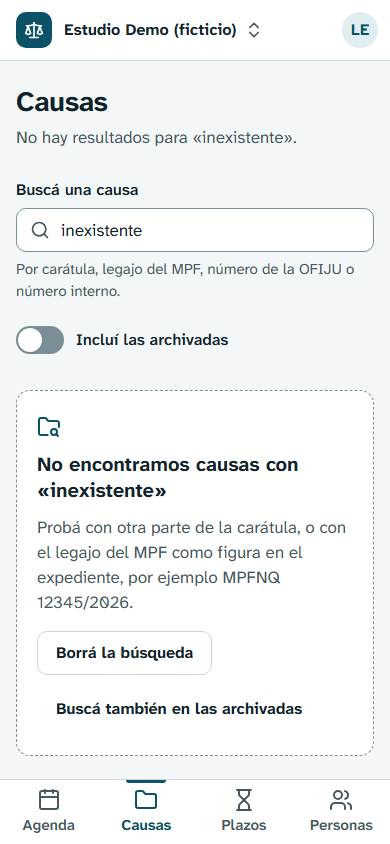 Estudio Demo (ficticio)
LE
Causas
No hay resultados para «inexistente».
Buscá una causa
inexistente
Por carátula, legajo del MPF, número de la OFIJU o
número interno.
Incluí las archivadas
No encontramos causas con
«inexistente»
Probá con otra parte de la carátula, o con
el legajo del MPF como figura en el
expediente, por ejemplo MPFNQ
12345/2026.
Borrá la búsqueda
Buscá también en las archivadas
Agenda
Causas
Plazos
Personas